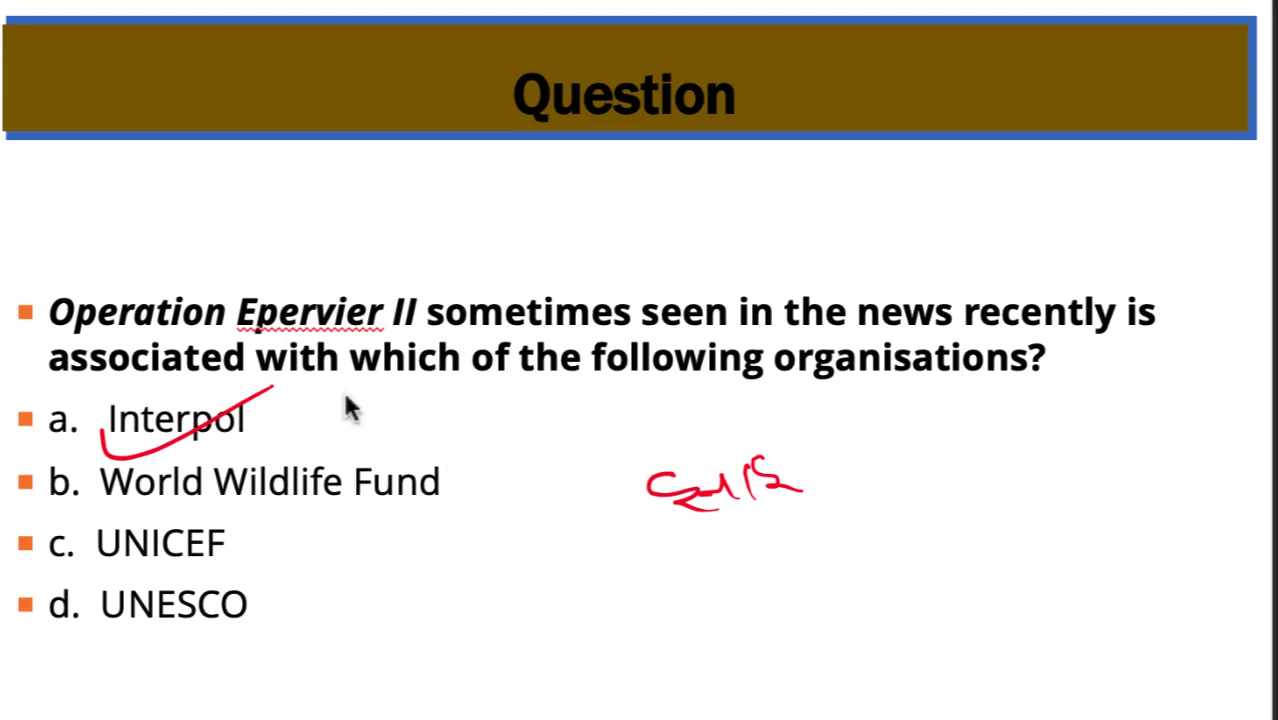 Question
Operation Epervier II sometimes seen in the news recently is
associated with which of the following organisations?
a. Interpol
b. World Wildlife Fund
c. UNICEF
d. UNESCO